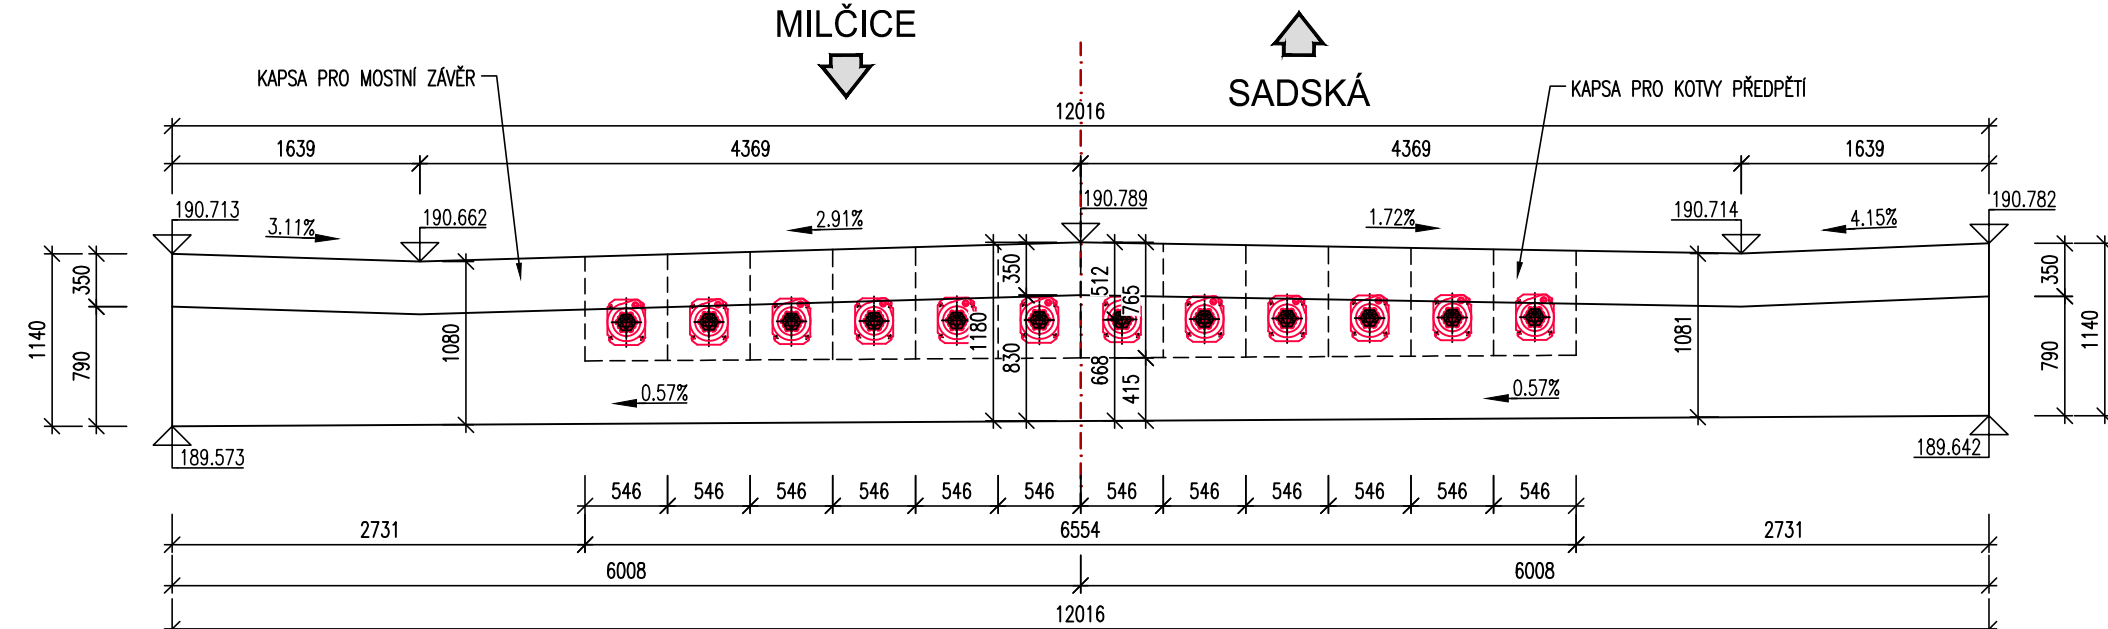 MILČICE
SADSKÁ
KAPSA PRO MOSTNÍ ZÁVĚR
KAPSA PRO KOTVY PŘEDPĚTÍ
12016
1639 4369 4369 1639
190.713 3.11% 190.662 2.91% 190.789 1.72% 190.714 4.15% 190.782
350 790 1140
1080
1180
350 830
512 668
765 415
1081
350 790 1140
0.57% 0.57%
189.573 189.642
546 546 546 546 546 546 546 546 546 546 546 546
2731 6554 2731
6008 6008
12016